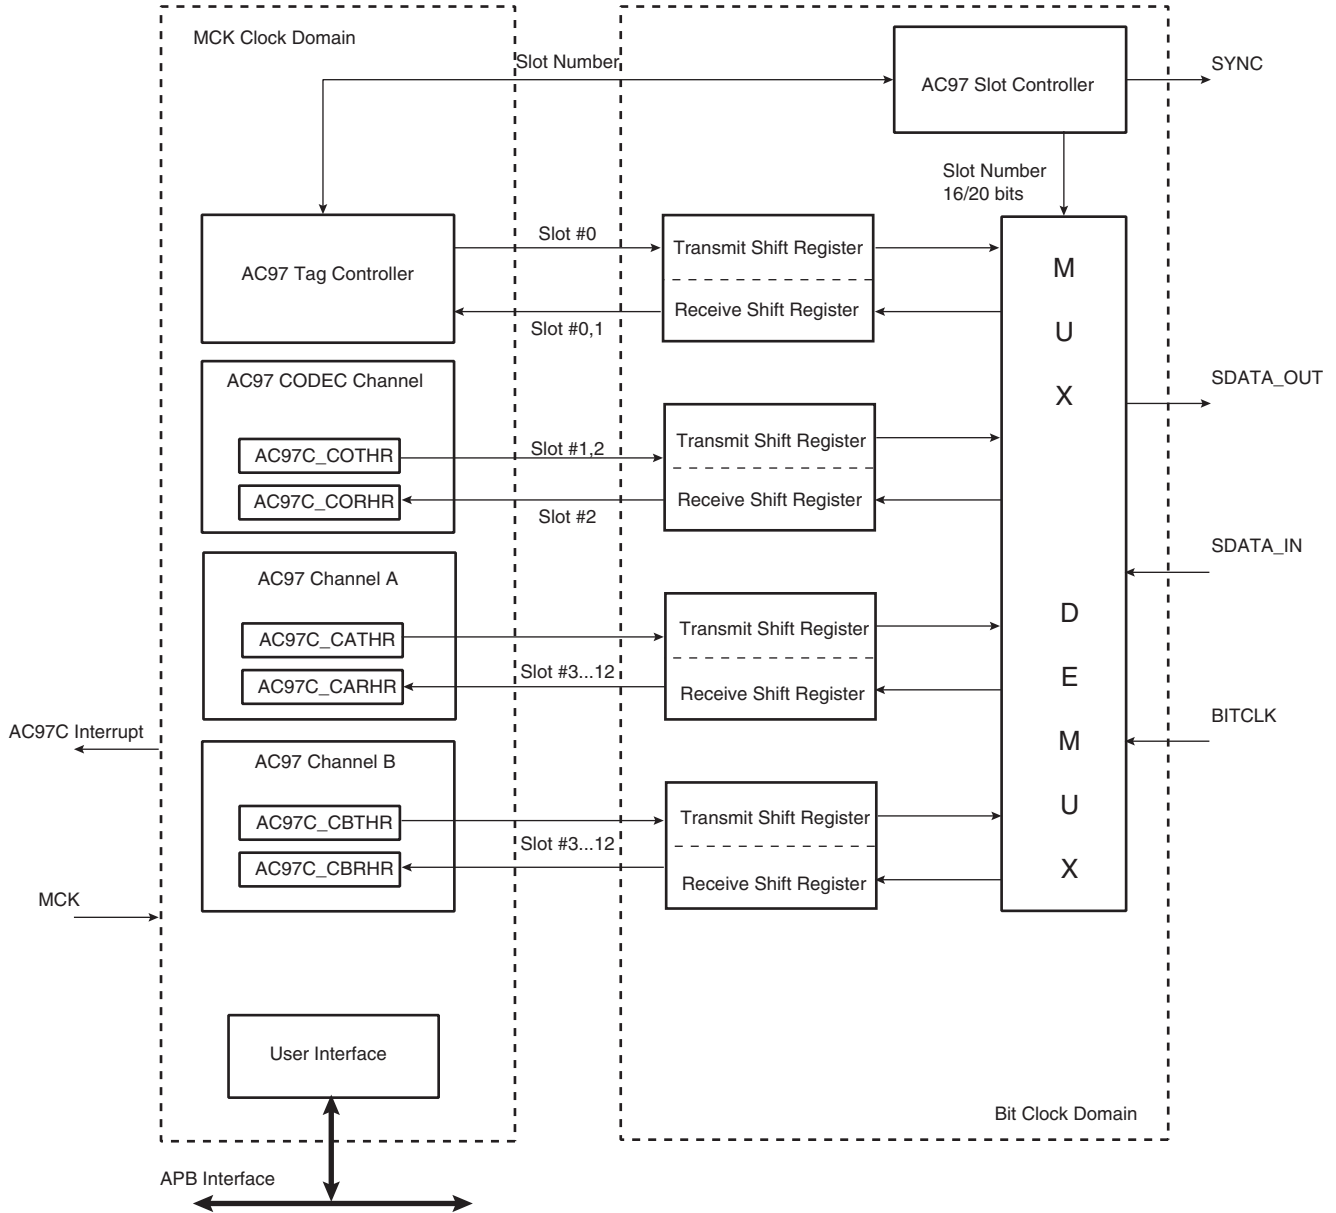 MCK Clock Domain
Slot Number
AC97 Slot Controller
SYNC
Slot Number
16/20 bits
AC97 Tag Controller
Slot #0
Transmit Shift Register
Receive Shift Register
Slot #0,1
M
U
X
D
E
M
U
X
AC97 CODEC Channel
AC97C_COTHR
AC97C_CORHR
Slot #1,2
Slot #2
Transmit Shift Register
Receive Shift Register
SDATA_OUT
AC97 Channel A
AC97C_CATHR
AC97C_CARHR
Slot #3...12
Transmit Shift Register
Receive Shift Register
SDATA_IN
AC97C Interrupt
BITCLK
AC97 Channel B
AC97C_CBTHR
AC97C_CBRHR
Slot #3...12
Transmit Shift Register
Receive Shift Register
MCK
User Interface
Bit Clock Domain
APB Interface